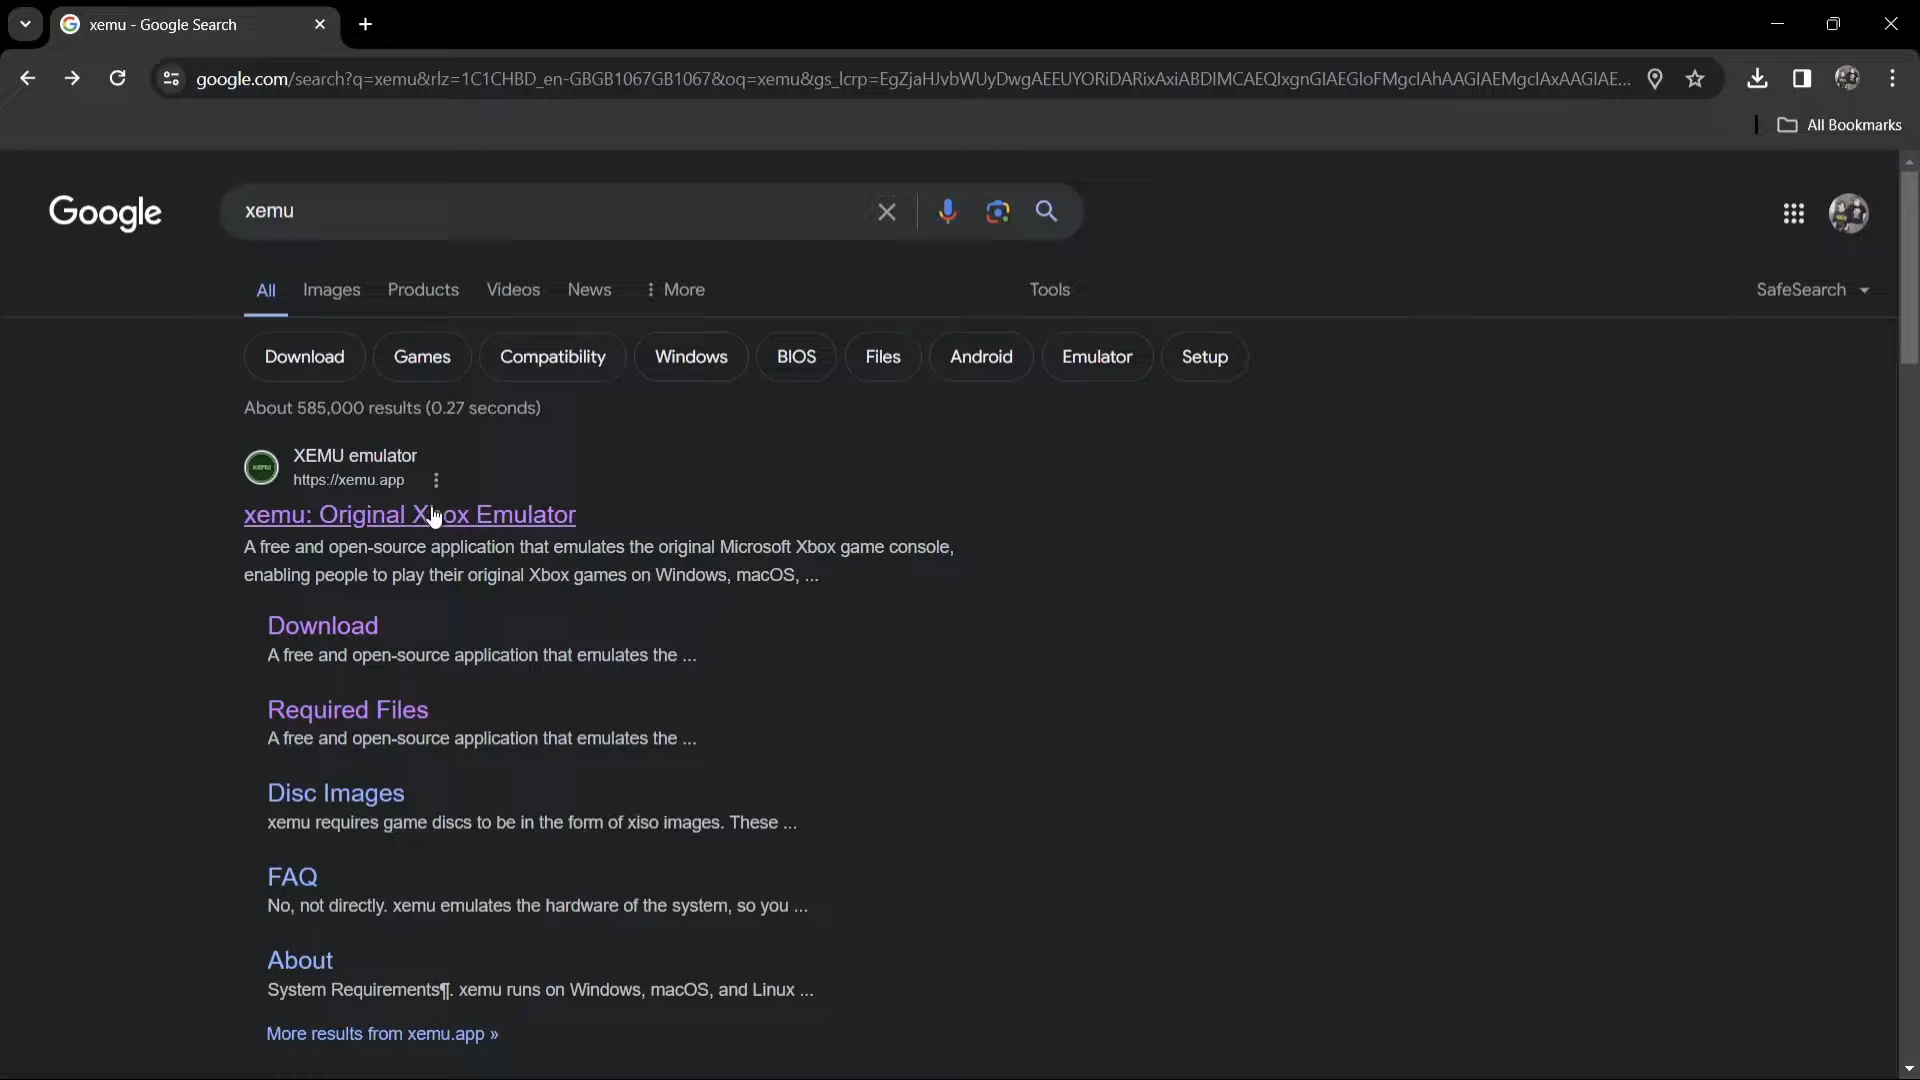 xemu - Google Search
google.com/search?q=xemu&rlz=1C1CHBD_en-GBGB1067GB1067&oq=xemu&gs_lcrp=EgZjaHJvbWUyDwgAEEUYORiDARixAxiABDIMCAEQIxgnGIAEGIoFMgcIAhAAGIAEMgcIAxAAGIAE...
All Bookmarks
Google
xemu
All Images Products Videos News More Tools SafeSearch
Download Games Compatibility Windows BIOS Files Android Emulator Setup
About 585,000 results (0.27 seconds)
xemu
XEMU emulator
https://xemu.app
xemu: Original Xbox Emulator
A free and open-source application that emulates the original Microsoft Xbox game console,
enabling people to play their original Xbox games on Windows, macOS, ...
Download
A free and open-source application that emulates the ...
Required Files
A free and open-source application that emulates the ...
Disc Images
xemu requires game discs to be in the form of xiso images. These ...
FAQ
No, not directly. xemu emulates the hardware of the system, so you ...
About
System Requirements¶. xemu runs on Windows, macOS, and Linux ...
More results from xemu.app »